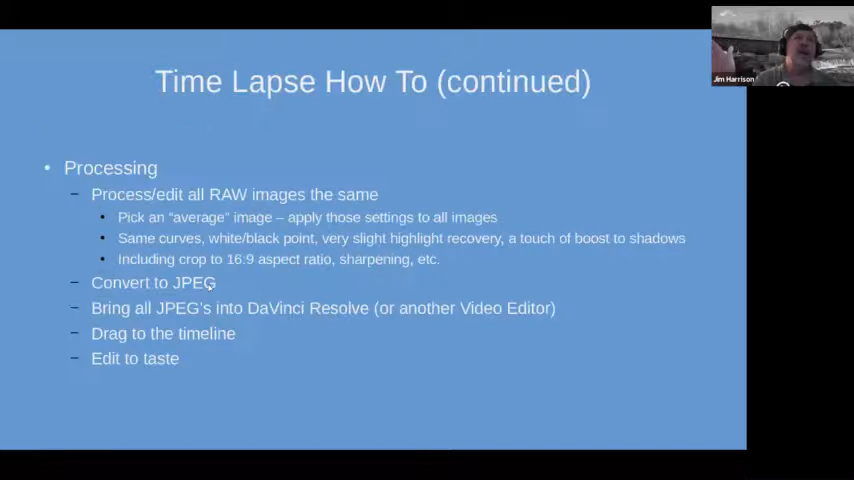 Jim Harrison
Time Lapse How To (continued)
• Processing
– Process/edit all RAW images the same
• Pick an “average” image – apply those settings to all images
• Same curves, white/black point, very slight highlight recovery, a touch of boost to shadows
• Including crop to 16:9 aspect ratio, sharpening, etc.
– Convert to JPEG
– Bring all JPEG's into DaVinci Resolve (or another Video Editor)
– Drag to the timeline
– Edit to taste